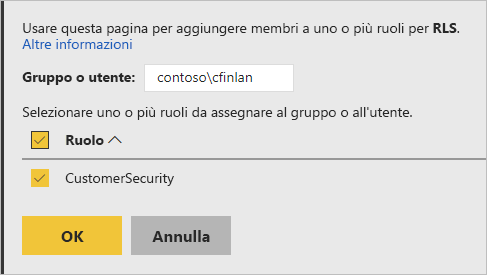 Usare questa pagina per aggiungere membri a uno o più ruoli per RLS.
Altre informazioni
Gruppo o utente: contoso\cfinlan
Selezionare uno o più ruoli da assegnare al gruppo o all'utente.
Ruolo
CustomerSecurity
OK Annulla